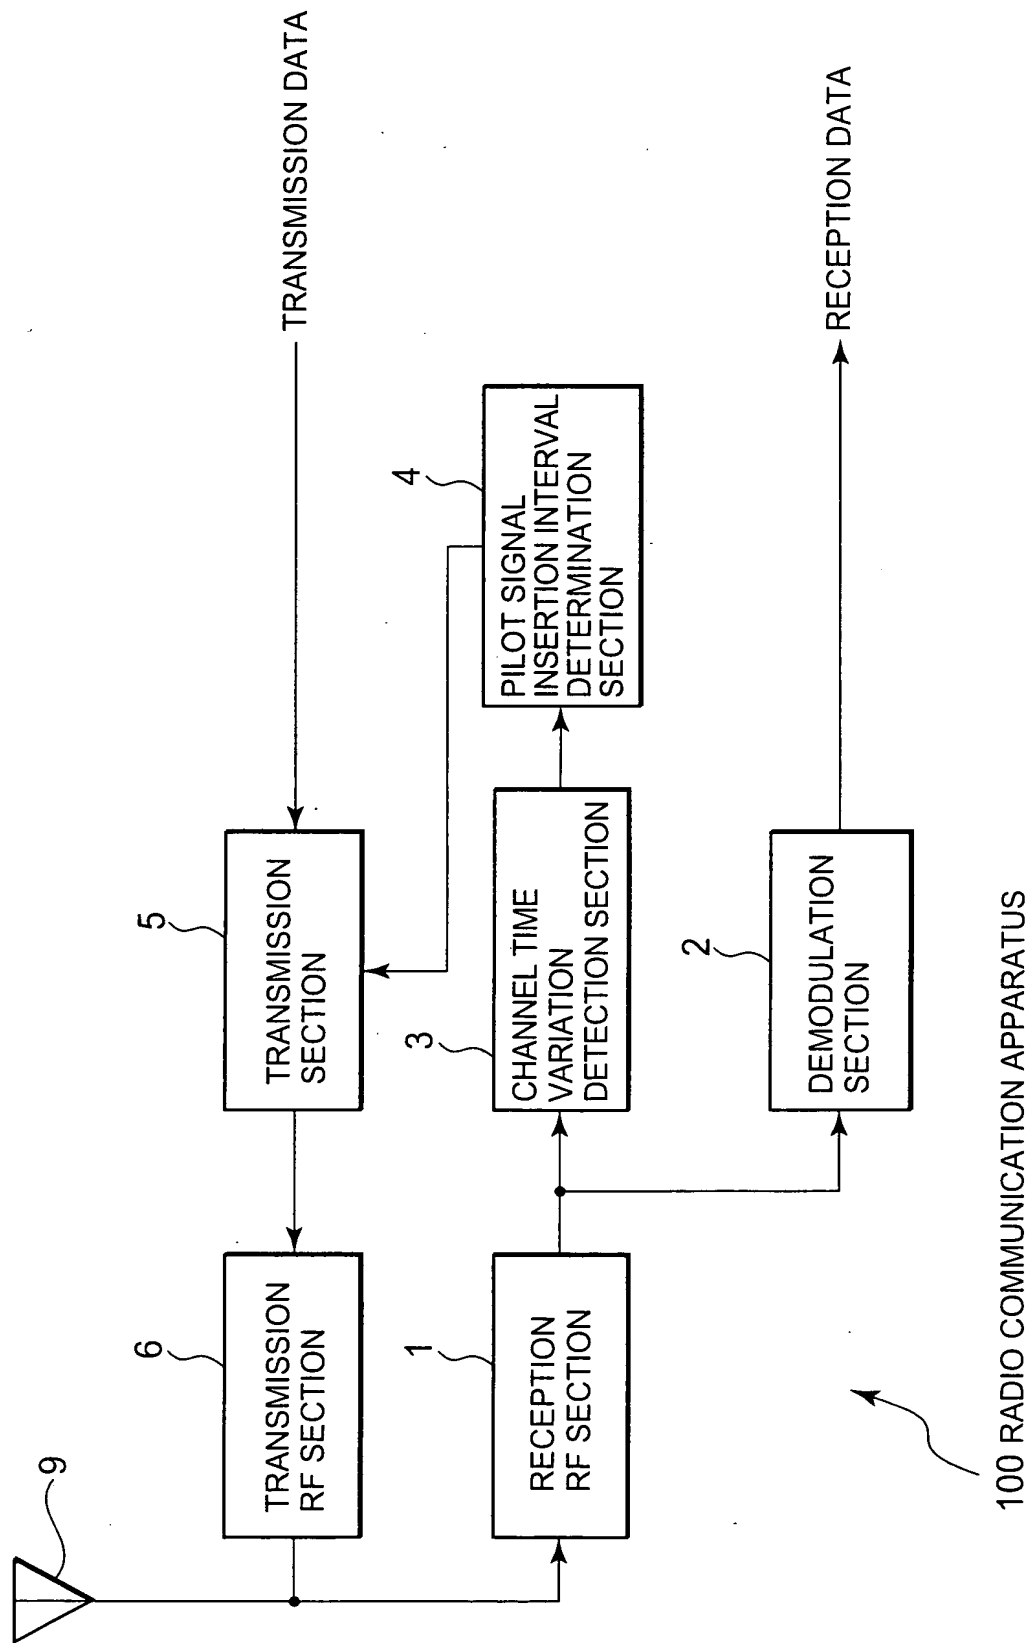 9
6
TRANSMISSION
RF SECTION
5
TRANSMISSION
SECTION
TRANSMISSION DATA
4
PILOT SIGNAL
INSERTION INTERVAL
DETERMINATION
SECTION
1
RECEPTION
RF SECTION
3
CHANNEL TIME
VARIATION
DETECTION SECTION
2
DEMODULATION
SECTION
RECEPTION DATA
100 RADIO COMMUNICATION APPARATUS